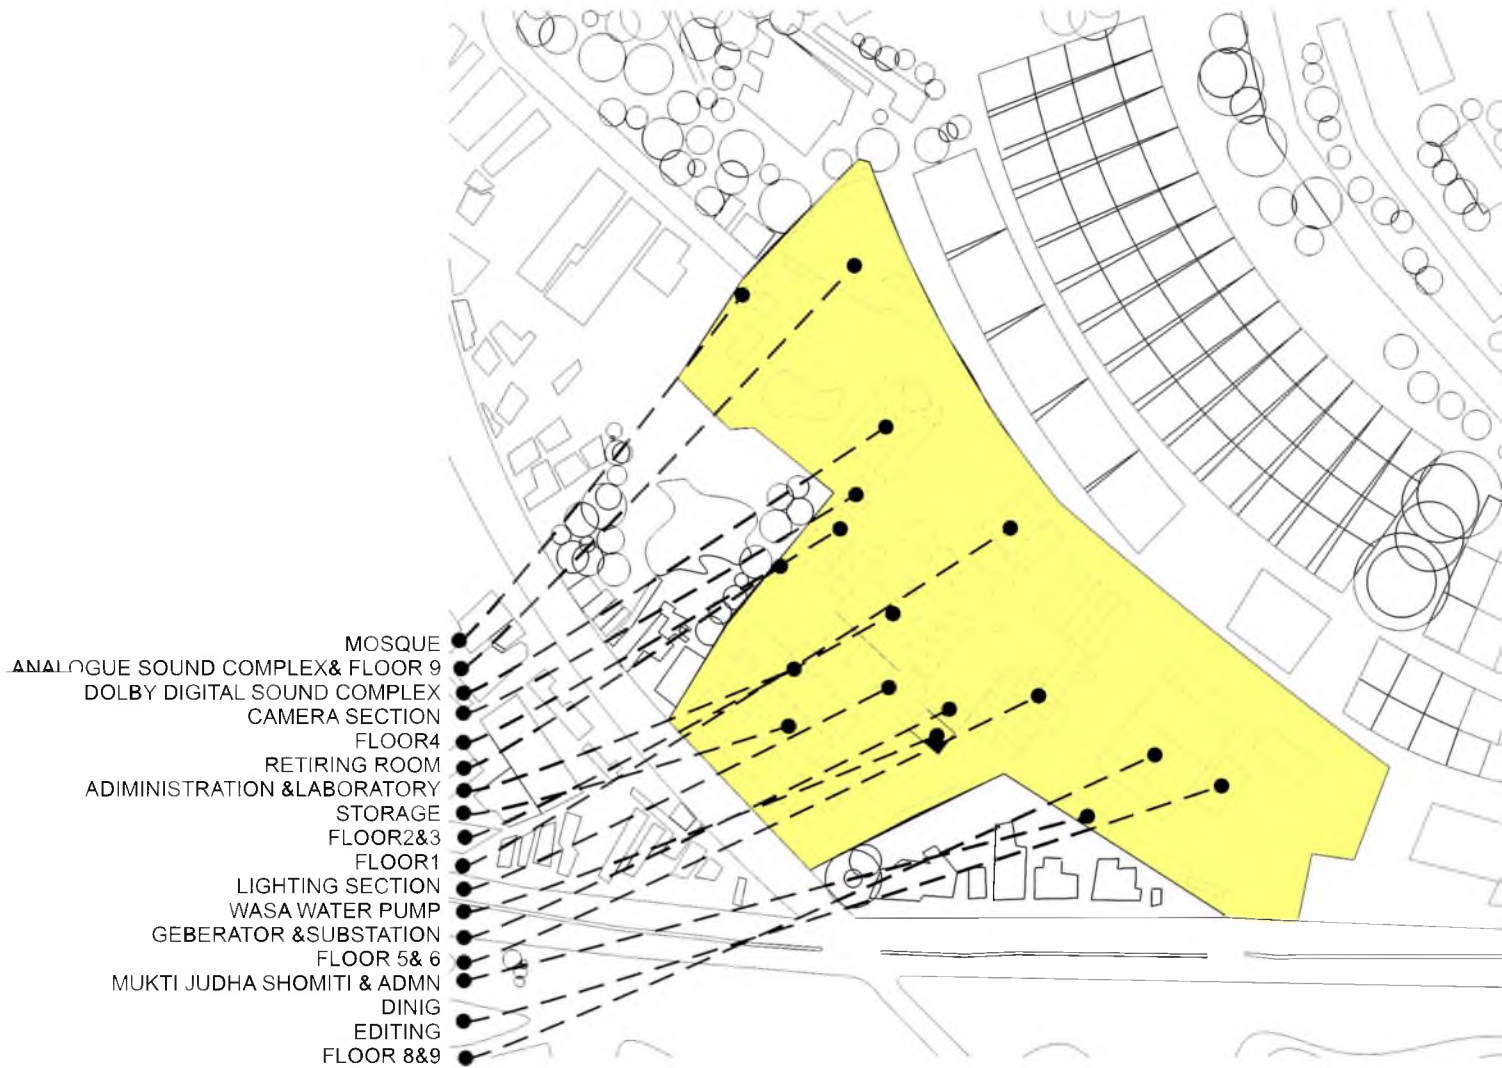 MOSQUE
ANALOGUE SOUND COMPLEX& FLOOR 9
DOLBY DIGITAL SOUND COMPLEX
CAMERA SECTION
FLOOR4
RETIRING ROOM
ADIMINISTRATION &LABORATORY
STORAGE
FLOOR2&3
FLOOR1
LIGHTING SECTION
WASA WATER PUMP
GEBERATOR &SUBSTATION
FLOOR 5& 6
MUKTI JUDHA SHOMITI & ADMN
DINIG
EDITING
FLOOR 8&9